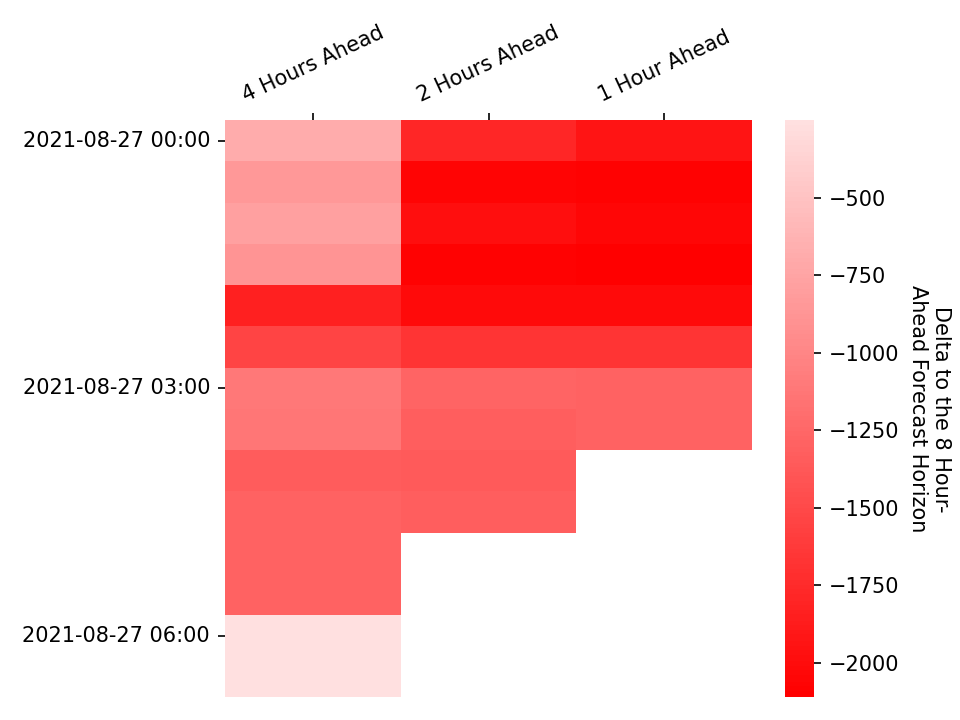 4 Hours Ahead
2 Hours Ahead
1 Hour Ahead
2021-08-27 00:00
2021-08-27 03:00
2021-08-27 06:00
−500
−750
−1000
−1250
−1500
−1750
−2000
Delta to the 8 Hour-
Ahead Forecast Horizon